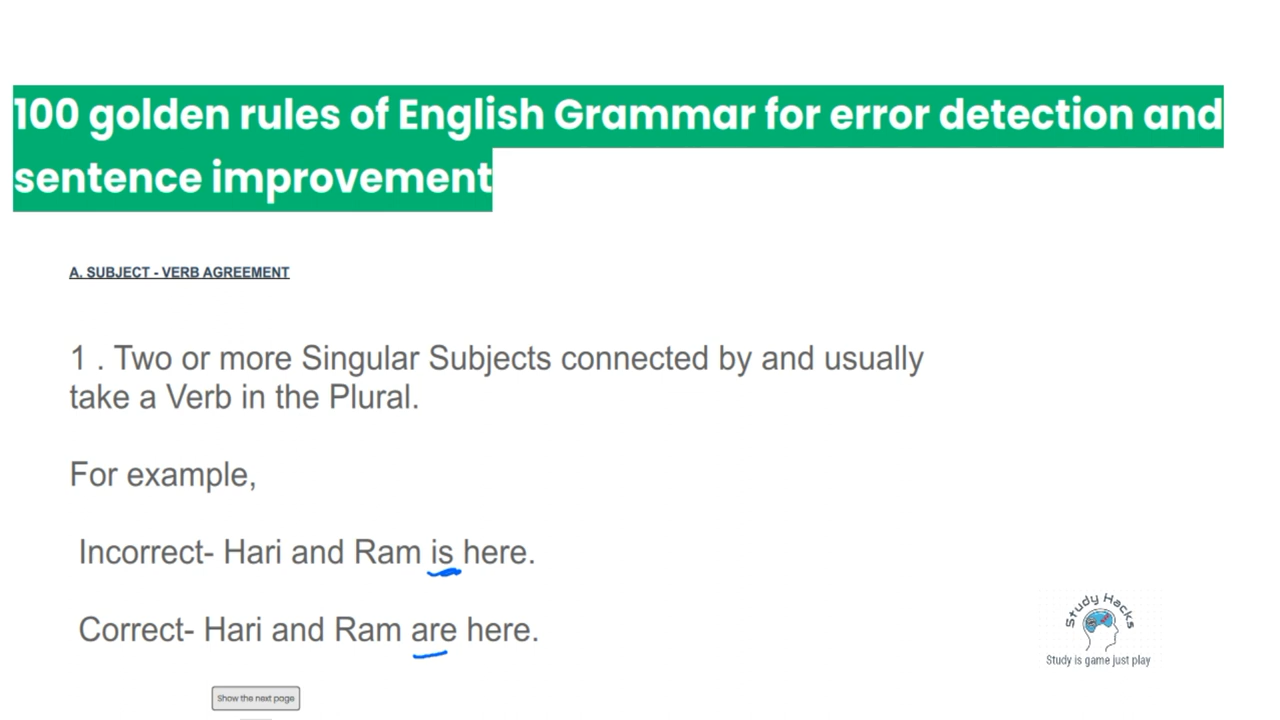 100 golden rules of English Grammar for error detection and
sentence improvement
A. SUBJECT - VERB AGREEMENT
1 . Two or more Singular Subjects connected by and usually
take a Verb in the Plural.
For example,
Incorrect- Hari and Ram is here.
Correct- Hari and Ram are here.
Study Hacks
Study is game just play
Show the next page